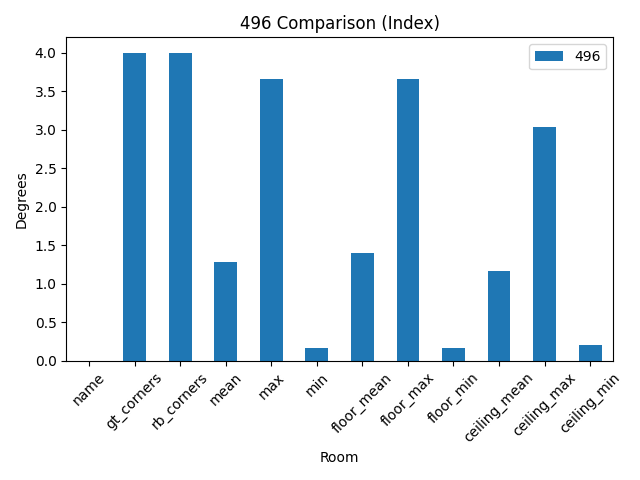 496 Comparison (Index)
496
Degrees
4.0
3.5
3.0
2.5
2.0
1.5
1.0
0.5
0.0
name
gt_corners
rb_corners
mean
max
min
floor_mean
floor_max
floor_min
ceiling_mean
ceiling_max
ceiling_min
Room